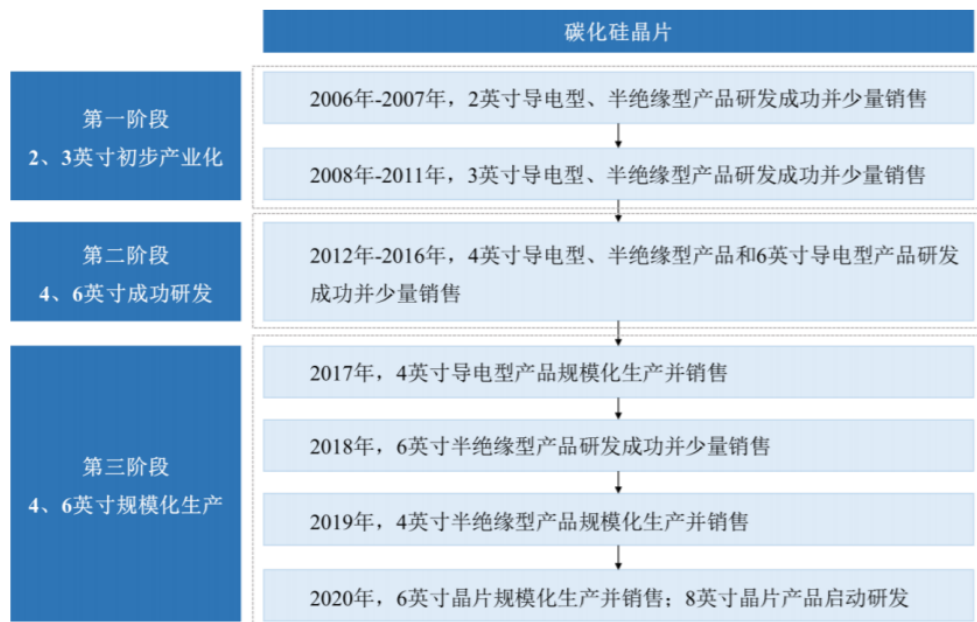 碳化硅晶片
第一阶段
2、3英寸初步产业化
2006年-2007年，2英寸导电型、半绝缘型产品研发成功并少量销售
2008年-2011年，3英寸导电型、半绝缘型产品研发成功并少量销售
第二阶段
4、6英寸成功研发
2012年-2016年，4英寸导电型、半绝缘型产品和6英寸导电型产品研发
成功并少量销售
第三阶段
4、6英寸规模化生产
2017年，4英寸导电型产品规模化生产并销售
2018年，6英寸半绝缘型产品研发成功并少量销售
2019年，4英寸半绝缘型产品规模化生产并销售
2020年，6英寸晶片规模化生产并销售；8英寸晶片产品启动研发